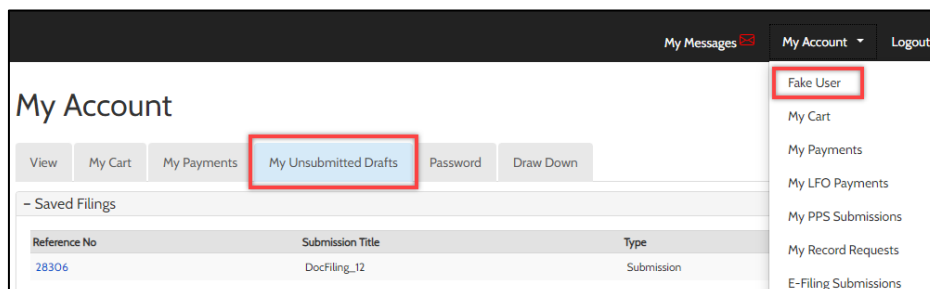 My Messages My Account Logout
Fake User
My Cart
My Payments
My LFO Payments
My PPS Submissions
My Record Requests
E-Filing Submissions
My Account
View My Cart My Payments My Unsubmitted Drafts Password Draw Down
– Saved Filings
Reference No Submission Title Type
28306 DocFiling_12 Submission